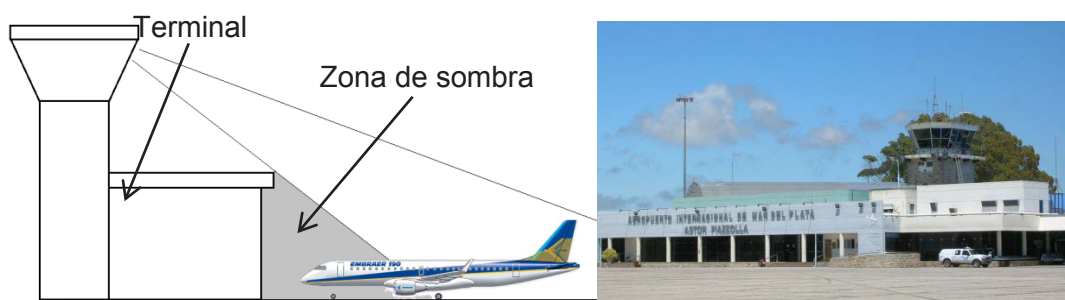 Terminal
Zona de sombra
EMBRAER 190
AEROPUERTO INTERNACIONAL DE MAR DEL PLATA
ASTOR PIAZZOLLA